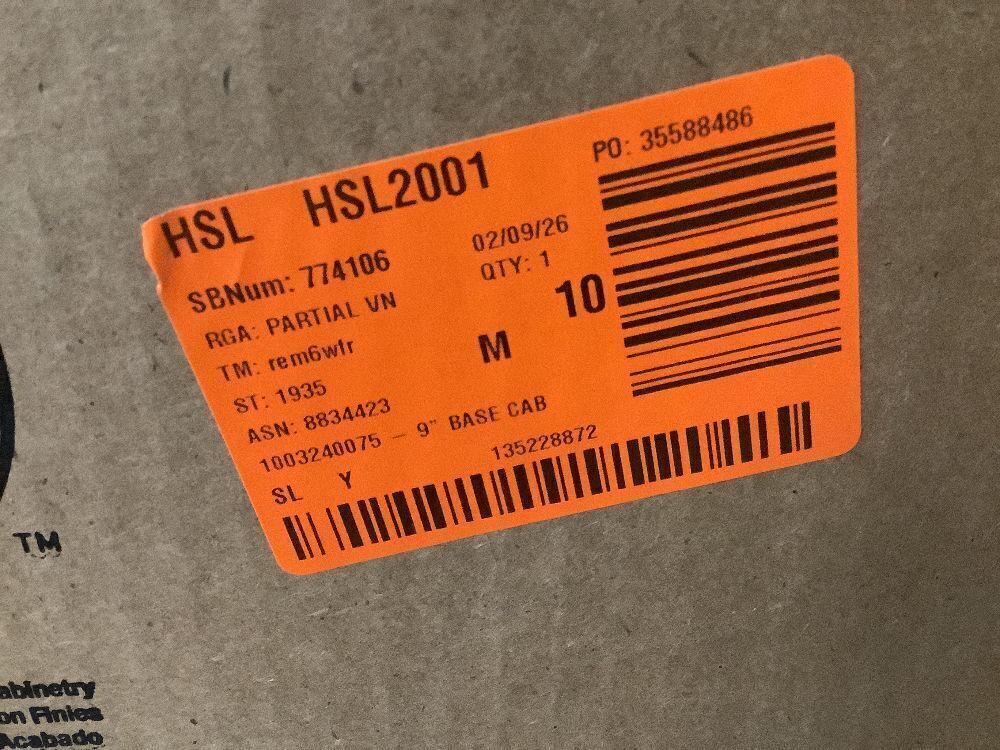 HSL HSL2001
PO: 35588486
SBNum: 774106 02/09/26
RGA: PARTIAL VN QTY: 1
TM: rem6wfr M 10
ST: 1935
ASN: 8834423
1003240075 - 9" BASE CAB
SL Y 135228872
TM
abinetry
on Finies
Acabado